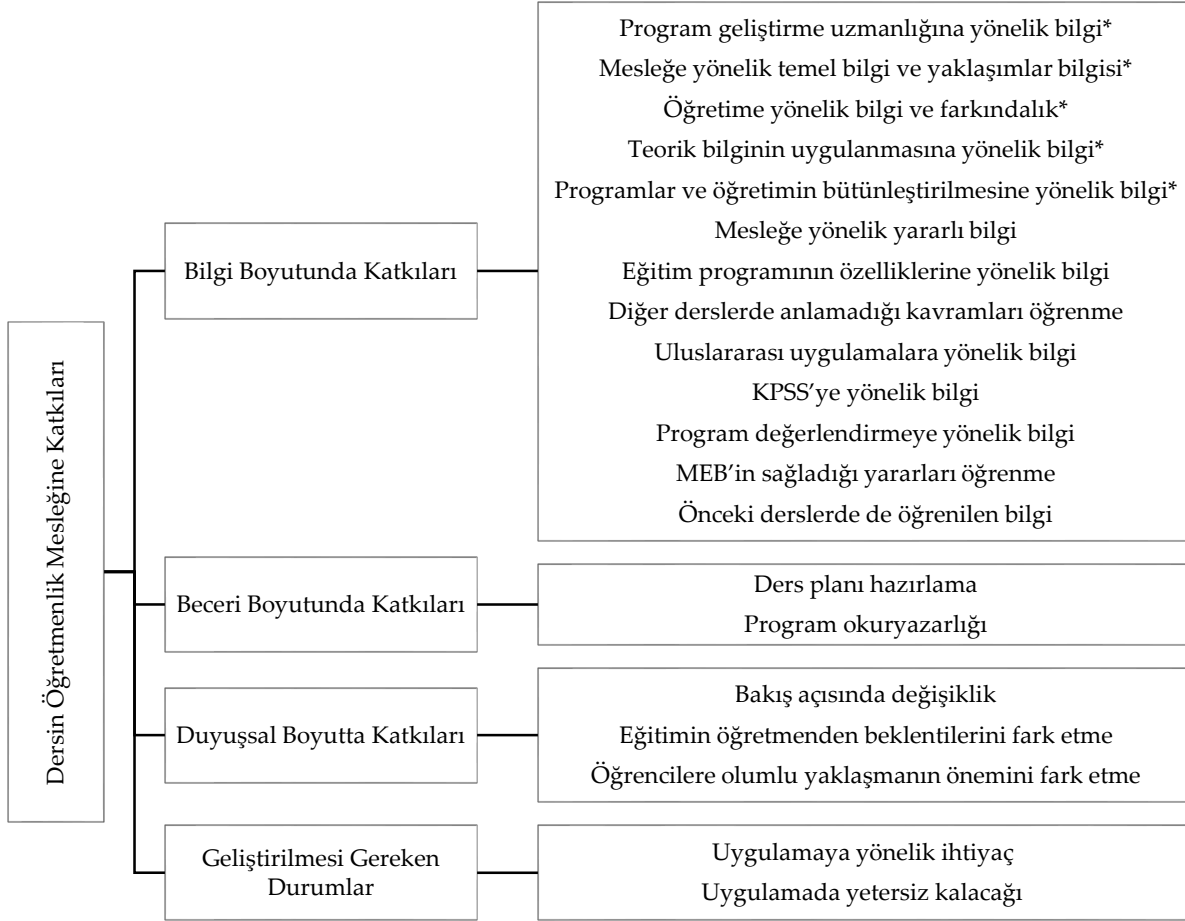 Dersin Öğretmenlik Mesleğine Katkıları
Bilgi Boyutunda Katkıları
Program geliştirme uzmanlığına yönelik bilgi*
Mesleğe yönelik temel bilgi ve yaklaşımlar bilgisi*
Öğretime yönelik bilgi ve farkındalık*
Teorik bilginin uygulanmasına yönelik bilgi*
Programlar ve öğretimin bütünleştirilmesine yönelik bilgi*
Mesleğe yönelik yararlı bilgi
Eğitim programının özelliklerine yönelik bilgi
Diğer derslerde anlamadığı kavramları öğrenme
Uluslararası uygulamalara yönelik bilgi
KPSS’ye yönelik bilgi
Program değerlendirmeye yönelik bilgi
MEB’in sağladığı yararları öğrenme
Önceki derslerde de öğrenilen bilgi
Beceri Boyutunda Katkıları
Ders planı hazırlama
Program okuryazarlığı
Duyuşsal Boyutta Katkıları
Bakış açısında değişiklik
Eğitimin öğretmenden beklentilerini fark etme
Öğrencilere olumlu yaklaşmanın önemini fark etme
Geliştirilmesi Gereken
Durumlar
Uygulamaya yönelik ihtiyaç
Uygulamada yetersiz kalacağı